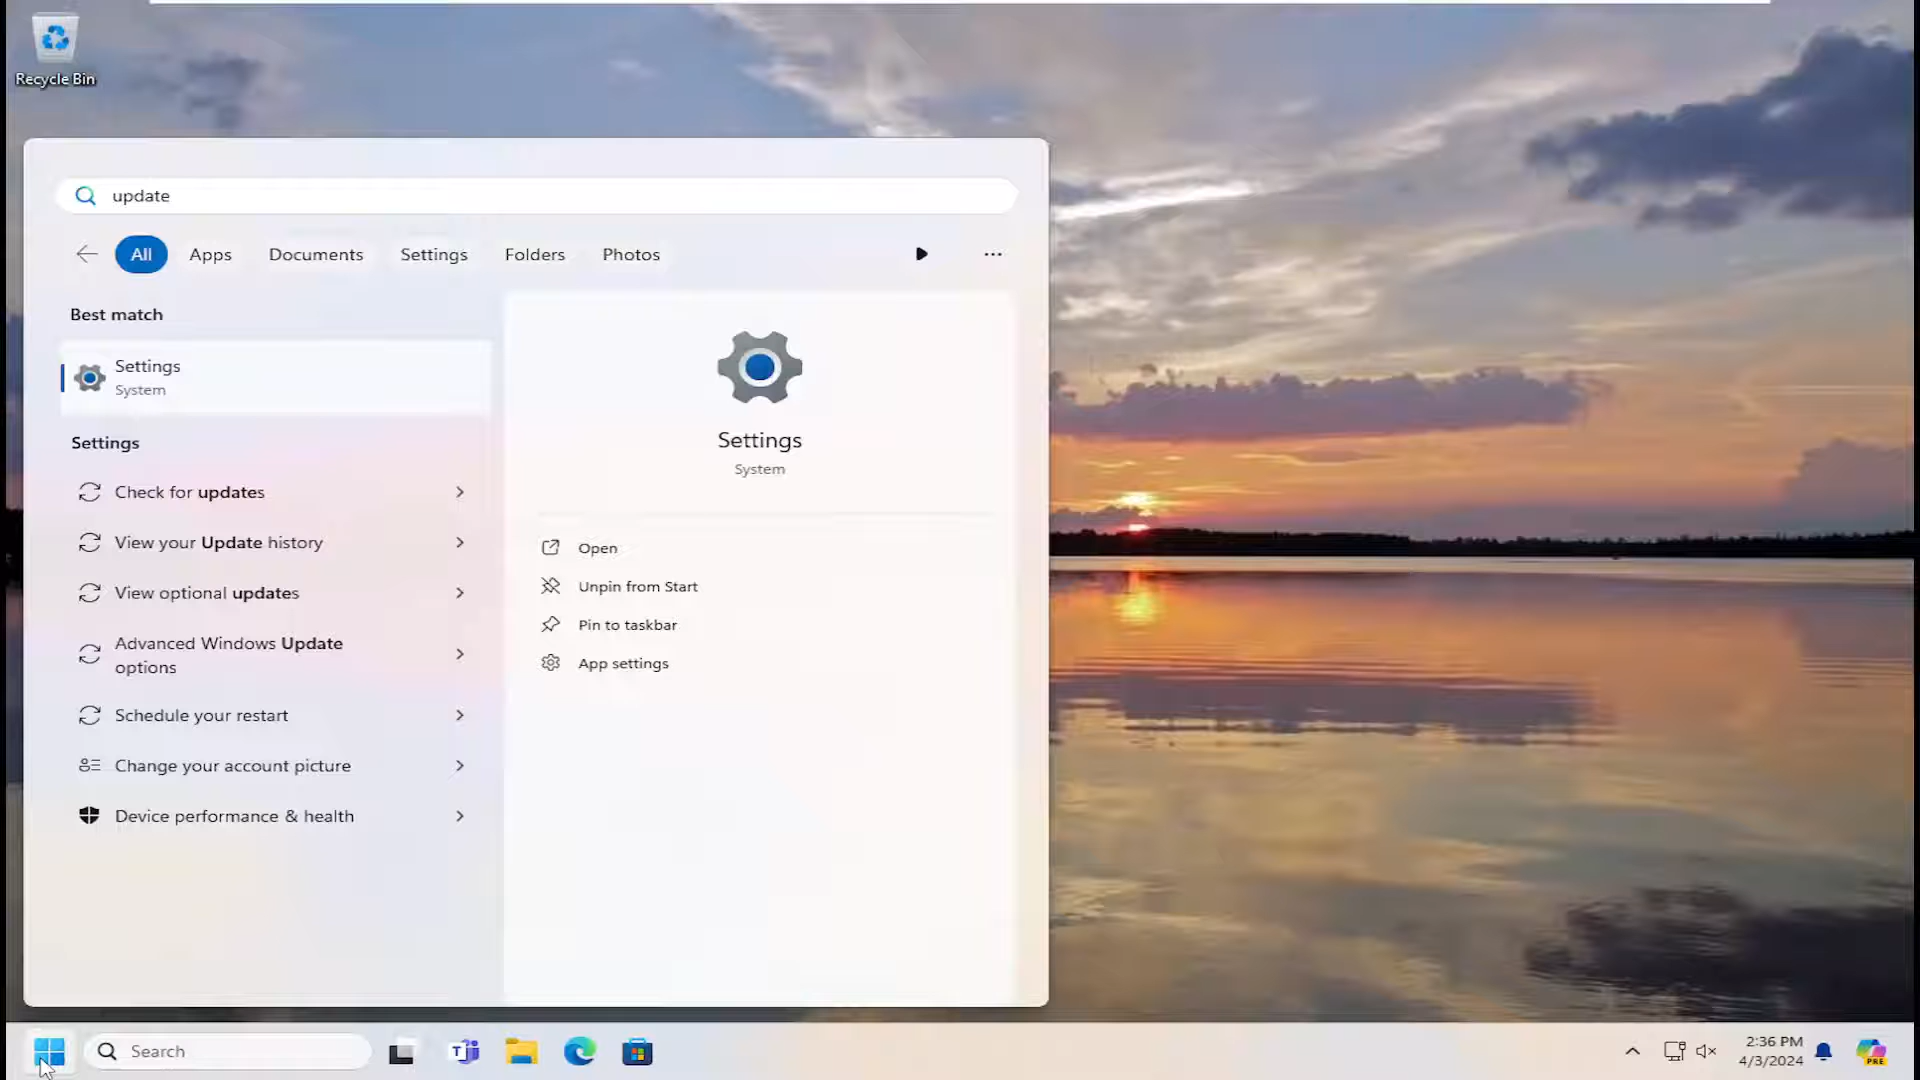 Recycle Bin
update
All
Apps
Documents
Settings
Folders
Photos
Best match
Settings
System
Settings
Check for updates
View your Update history
View optional updates
Advanced Windows Update
options
Schedule your restart
Change your account picture
Device performance & health
Settings
System
Open
Unpin from Start
Pin to taskbar
App settings
Search
2:36 PM
4/3/2024
PRE